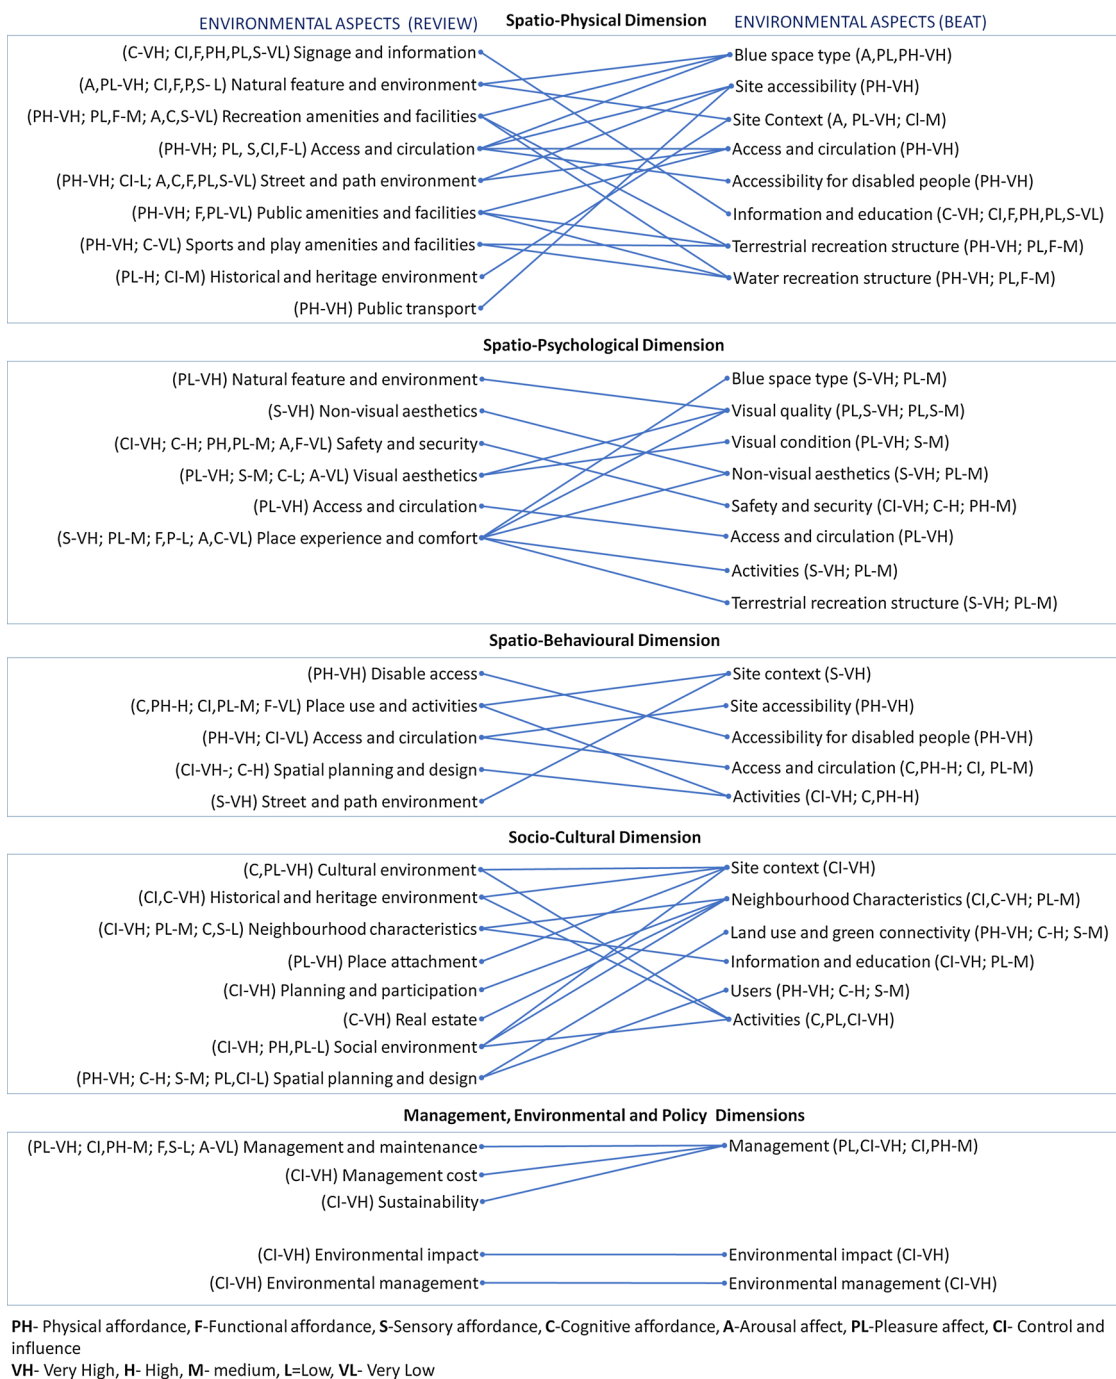 ENVIRONMENTAL ASPECTS (REVIEW) Spatio-Physical Dimension ENVIRONMENTAL ASPECTS (BEAT)
(C-VH; CI,F,PH,PL,S-VL) Signage and information
(A,PL-VH; CI,F,P,S- L) Natural feature and environment
(PH-VH; PL,F-M; A,C,S-VL) Recreation amenities and facilities
(PH-VH; PL, S,CI,F-L) Access and circulation
(PH-VH; CI-L; A,C,F,PL,S-VL) Street and path environment
(PH-VH; F,PL-VL) Public amenities and facilities
(PH-VH; C-VL) Sports and play amenities and facilities
(PL-H; CI-M) Historical and heritage environment
(PH-VH) Public transport
Blue space type (A,PL,PH-VH)
Site accessibility (PH-VH)
Site Context (A, PL-VH; CI-M)
Access and circulation (PH-VH)
Accessibility for disabled people (PH-VH)
Information and education (C-VH; CI,F,PH,PL,S-VL)
Terrestrial recreation structure (PH-VH; PL,F-M)
Water recreation structure (PH-VH; PL,F-M)
Spatio-Psychological Dimension
(PL-VH) Natural feature and environment
(S-VH) Non-visual aesthetics
(CI-VH; C-H; PH,PL-M; A,F-VL) Safety and security
(PL-VH; S-M; C-L; A-VL) Visual aesthetics
(PL-VH) Access and circulation
(S-VH; PL-M; F,P-L; A,C-VL) Place experience and comfort
Blue space type (S-VH; PL-M)
Visual quality (PL,S-VH; PL,S-M)
Visual condition (PL-VH; S-M)
Non-visual aesthetics (S-VH; PL-M)
Safety and security (CI-VH; C-H; PH-M)
Access and circulation (PL-VH)
Activities (S-VH; PL-M)
Terrestrial recreation structure (S-VH; PL-M)
Spatio-Behavioural Dimension
(PH-VH) Disable access
(C,PH-H; CI,PL-M; F-VL) Place use and activities
(PH-VH; CI-VL) Access and circulation
(CI-VH-; C-H) Spatial planning and design
(S-VH) Street and path environment
Site context (S-VH)
Site accessibility (PH-VH)
Accessibility for disabled people (PH-VH)
Access and circulation (C,PH-H; CI, PL-M)
Activities (CI-VH; C,PH-H)
Socio-Cultural Dimension
(C,PL-VH) Cultural environment
(CI,C-VH) Historical and heritage environment
(CI-VH; PL-M; C,S-L) Neighbourhood characteristics
(PL-VH) Place attachment
(CI-VH) Planning and participation
(C-VH) Real estate
(CI-VH; PH,PL-L) Social environment
(PH-VH; C-H; S-M; PL,CI-L) Spatial planning and design
Site context (CI-VH)
Neighbourhood Characteristics (CI,C-VH; PL-M)
Land use and green connectivity (PH-VH; C-H; S-M)
Information and education (CI-VH; PL-M)
Users (PH-VH; C-H; S-M)
Activities (C,PL,CI-VH)
Management, Environmental and Policy Dimensions
(PL-VH; CI,PH-M; F,S-L; A-VL) Management and maintenance
(CI-VH) Management cost
(CI-VH) Sustainability
(CI-VH) Environmental impact
(CI-VH) Environmental management
Management (PL,CI-VH; CI,PH-M)
Environmental impact (CI-VH)
Environmental management (CI-VH)
PH- Physical affordance, F-Functional affordance, S-Sensory affordance, C-Cognitive affordance, A-Arousal affect, PL-Pleasure affect, CI- Control and
influence
VH- Very High, H- High, M- medium, L=Low, VL- Very Low